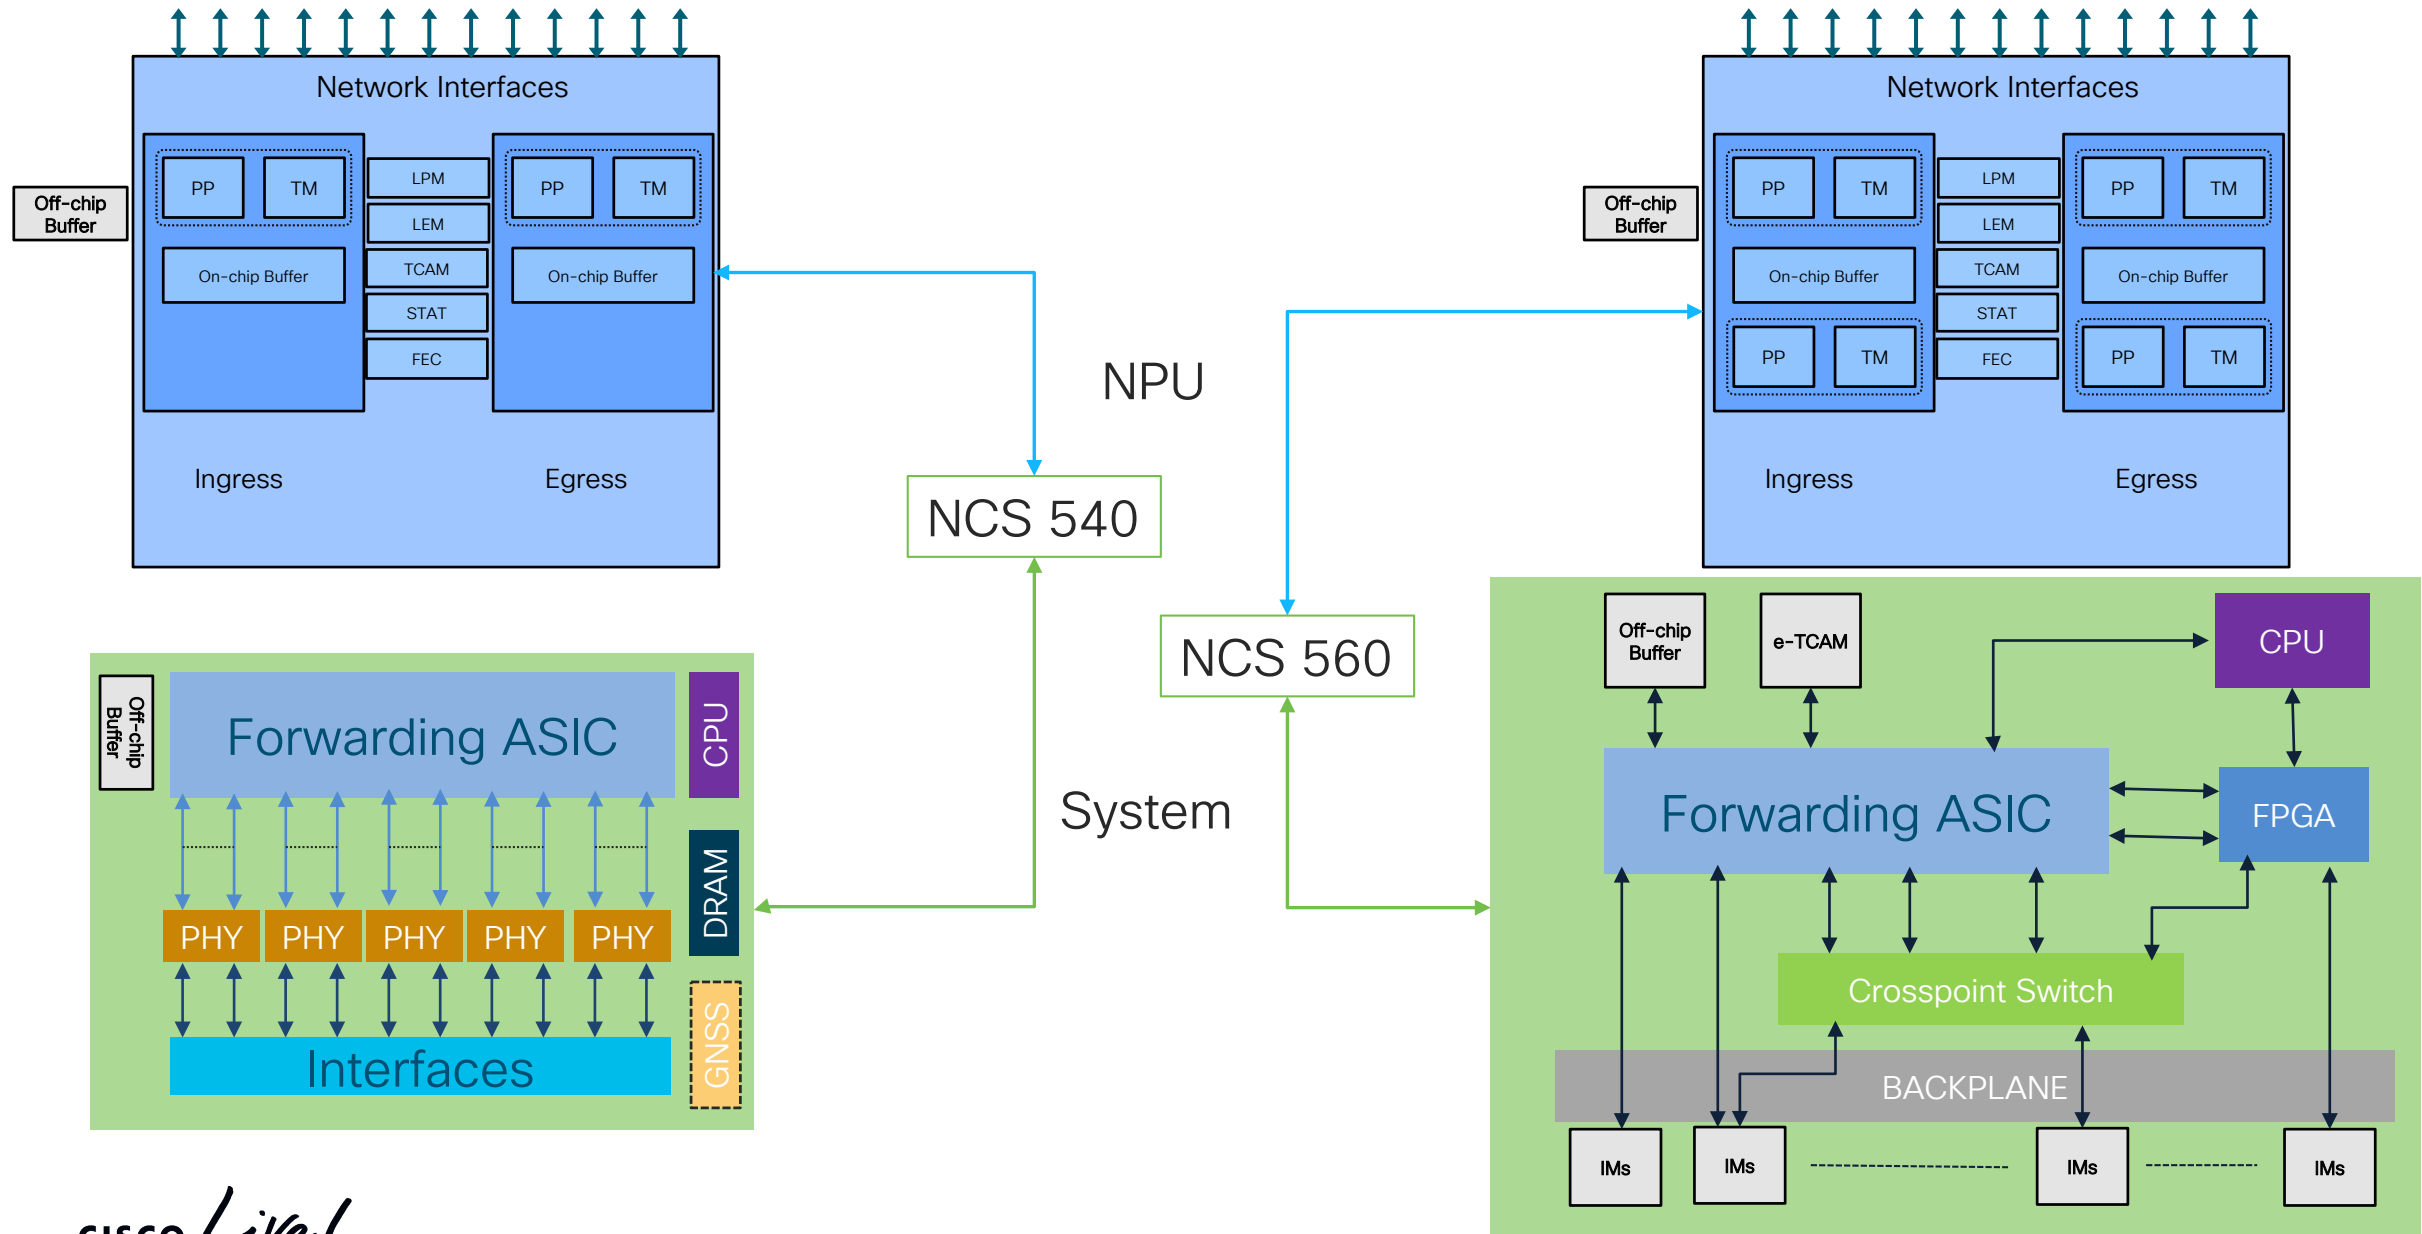 Network Interfaces
PP
TM
LPM
PP
TM
Off-chip
Buffer
LEM
On-chip Buffer
TCAM
On-chip Buffer
STAT
FEC
Ingress
Egress
Network Interfaces
PP
TM
LPM
PP
TM
Off-chip
Buffer
LEM
On-chip Buffer
TCAM
On-chip Buffer
STAT
PP
TM
FEC
PP
TM
Ingress
Egress
NPU
NCS 540
NCS 560
System
Off-chip
Buffer
Forwarding ASIC
CPU
DRAM
PHY
PHY
PHY
PHY
PHY
GNSS
Interfaces
Off-chip
Buffer
e-TCAM
CPU
Forwarding ASIC
FPGA
Crosspoint Switch
BACKPLANE
IMs
IMs
IMs
IMs
cisco Live!